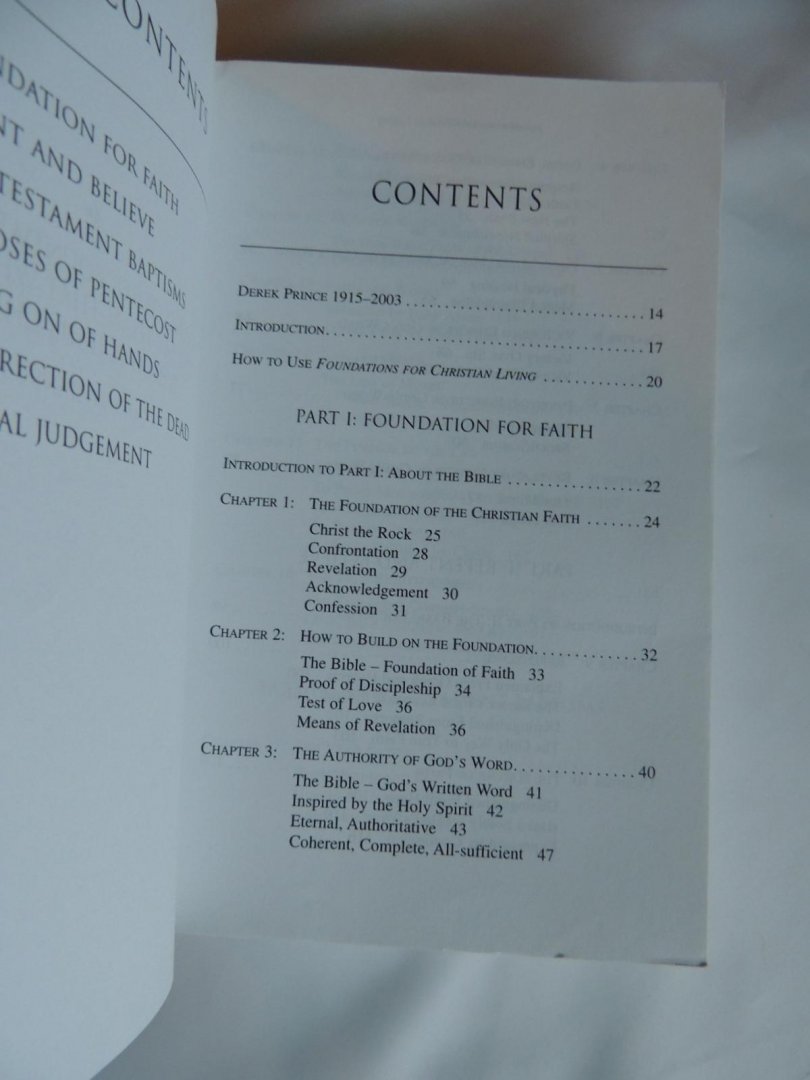 CONTENTS
FOR FAITH
AND BELIEVE
TESTAMENT BAPTISMS
OF PENTECOST
ON OF HANDS
OF THE DEAD
JUDGEMENT
CONTENTS
DEREK PRINCE 1915–2003 . . . . . . . . . . . . . . . . . . . . . . . . . . . . . 14
INTRODUCTION. . . . . . . . . . . . . . . . . . . . . . . . . . . . . . . . . . . . . . 17
HOW TO USE FOUNDATIONS FOR CHRISTIAN LIVING . . . . . . . . . . . . 20
PART I: FOUNDATION FOR FAITH
INTRODUCTION TO PART I: ABOUT THE BIBLE . . . . . . . . . . . . . . . . 22
CHAPTER 1: THE FOUNDATION OF THE CHRISTIAN FAITH . . . . . . . 24
Christ the Rock 25
Confrontation 28
Revelation 29
Acknowledgement 30
Confession 31
CHAPTER 2: HOW TO BUILD ON THE FOUNDATION. . . . . . . . . . . . . 32
The Bible – Foundation of Faith 33
Proof of Discipleship 34
Test of Love 36
Means of Revelation 36
CHAPTER 3: THE AUTHORITY OF GOD'S WORD. . . . . . . . . . . . . . . 40
The Bible – God's Written Word 41
Inspired by the Holy Spirit 42
Eternal, Authoritative 43
Coherent, Complete, All-sufficient 47